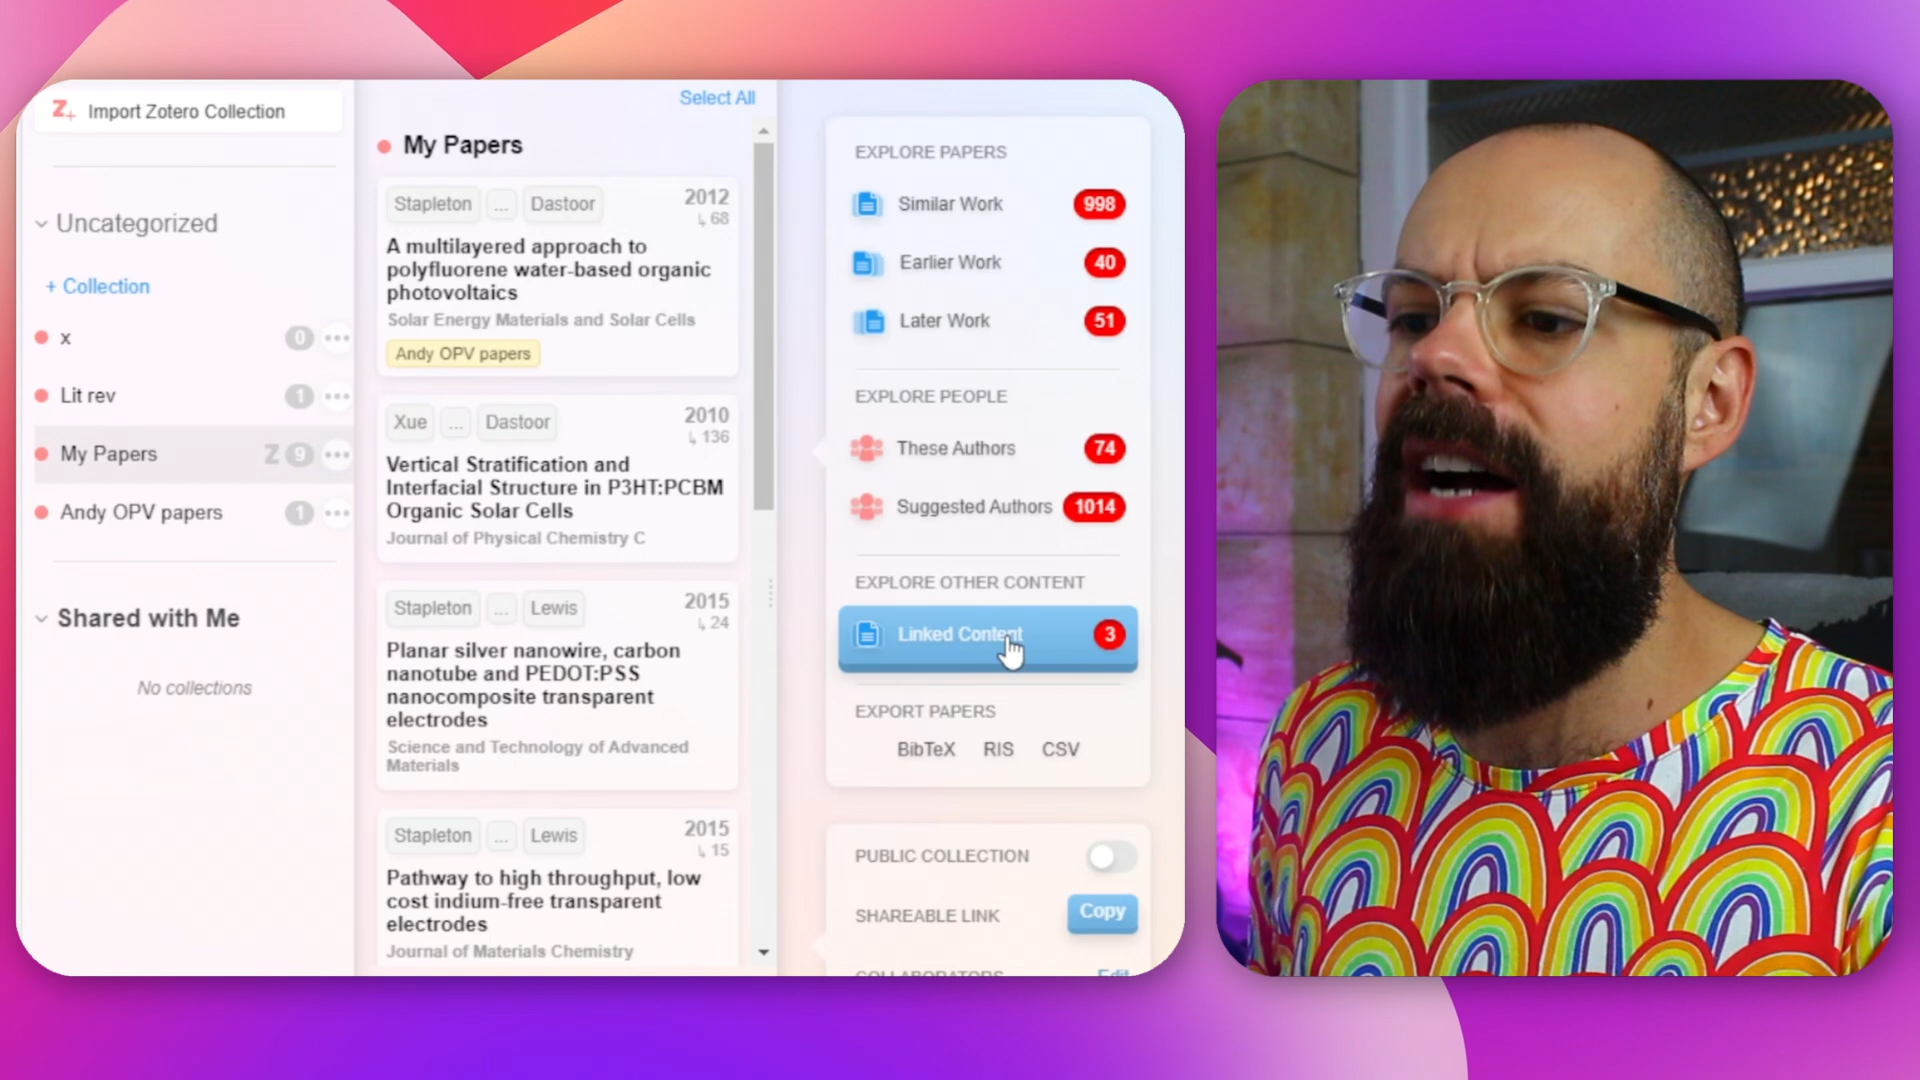 Z+ Import Zotero Collection
Uncategorized
+ Collection
x 0
Lit rev 1
My Papers Z 9
Andy OPV papers 1
Shared with Me
No collections
Select All
My Papers
Stapleton ... Dastoor 2012
68
A multilayered approach to
polyfluorene water-based organic
photovoltaics
Solar Energy Materials and Solar Cells
Andy OPV papers
Xue ... Dastoor 2010
136
Vertical Stratification and
Interfacial Structure in P3HT:PCBM
Organic Solar Cells
Journal of Physical Chemistry C
Stapleton ... Lewis 2015
24
Planar silver nanowire, carbon
nanotube and PEDOT:PSS
nanocomposite transparent
electrodes
Science and Technology of Advanced
Materials
Stapleton ... Lewis 2015
15
Pathway to high throughput, low
cost indium-free transparent
electrodes
Journal of Materials Chemistry
EXPLORE PAPERS
Similar Work 998
Earlier Work 40
Later Work 51
EXPLORE PEOPLE
These Authors 74
Suggested Authors 1014
EXPLORE OTHER CONTENT
Linked Content 3
EXPORT PAPERS
BibTeX RIS CSV
PUBLIC COLLECTION
SHAREABLE LINK Copy
COLLABORATORS Edit